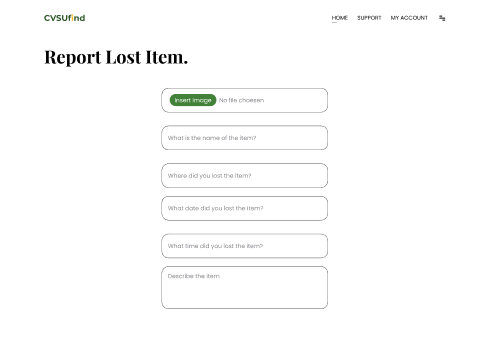 CVSUfind
HOME SUPPORT MY ACCOUNT
Report Lost Item.
Insert Image No file choosen
What is the name of the item?
Where did you lost the item?
What date did you lost the item?
What time did you lost the item?
Describe the item